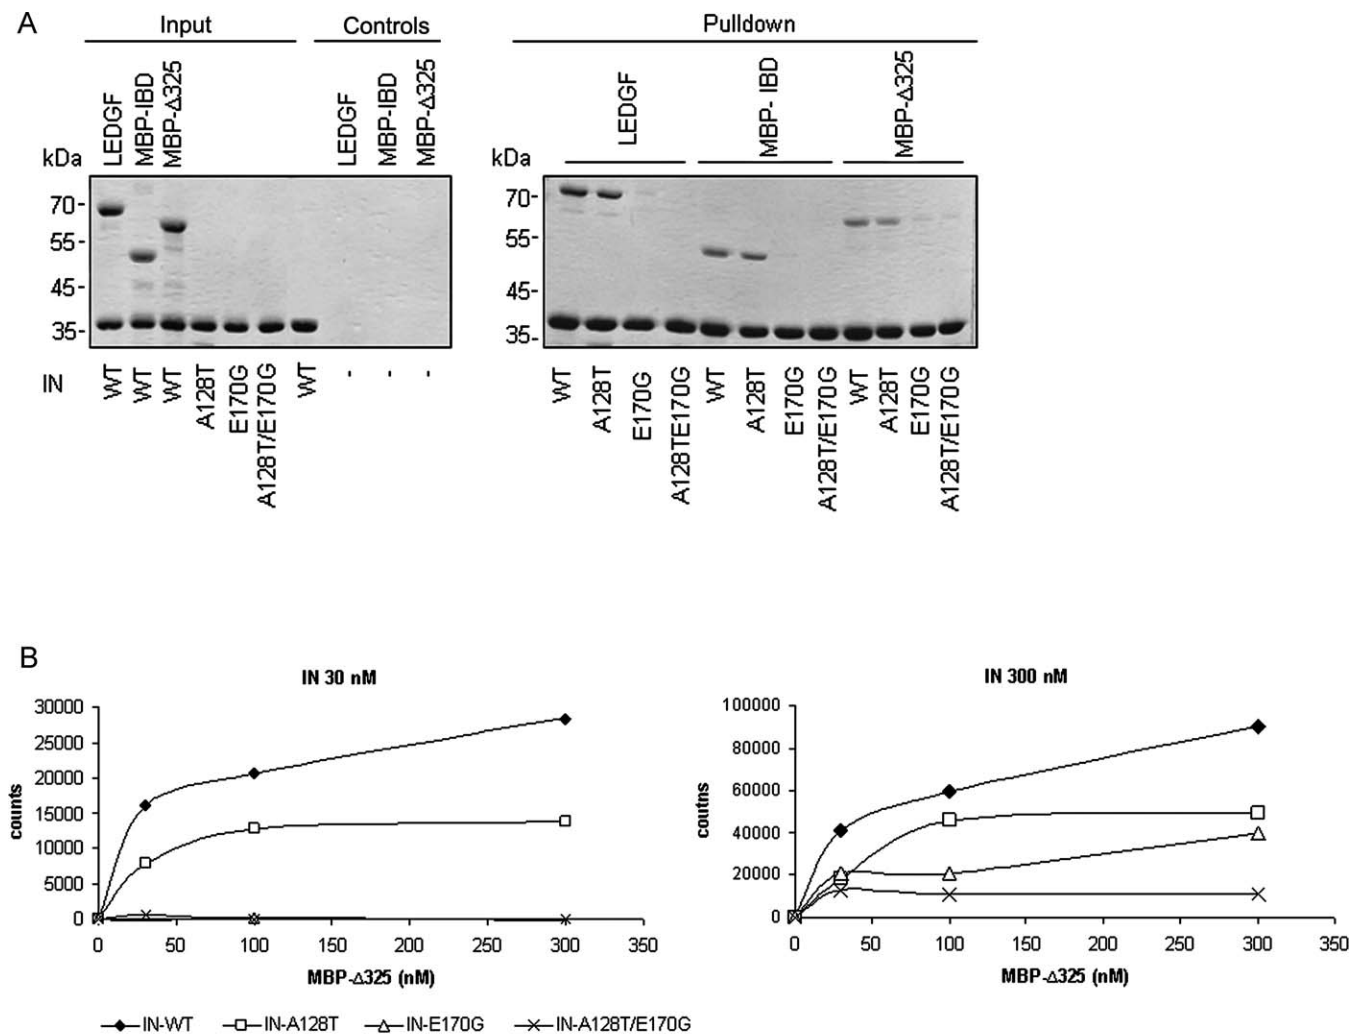 A
Input
Controls
Pulldown
LEDGF
MBP-IBD
MBP-Δ325
LEDGF
MBP-IBD
MBP-Δ325
LEDGF
MBP- IBD
MBP-Δ325
kDa
70-
55-
45-
35-
kDa
70-
55-
45-
35-
IN
WT
WT
WT
A128T
E170G
A128T/E170G
WT
-
-
-
WT
A128T
E170G
A128TE170G
WT
A128T
E170G
A128T/E170G
WT
A128T
E170G
A128T/E170G
B
IN 30 nM
30000
25000
20000
15000
10000
5000
0
counts
0 50 100 150 200 250 300 350
MBP-Δ325 (nM)
IN 300 nM
100000
80000
60000
40000
20000
0
coutns
0 50 100 150 200 250 300 350
MBP-Δ325 (nM)
IN-WT IN-A128T IN-E170G IN-A128T/E170G